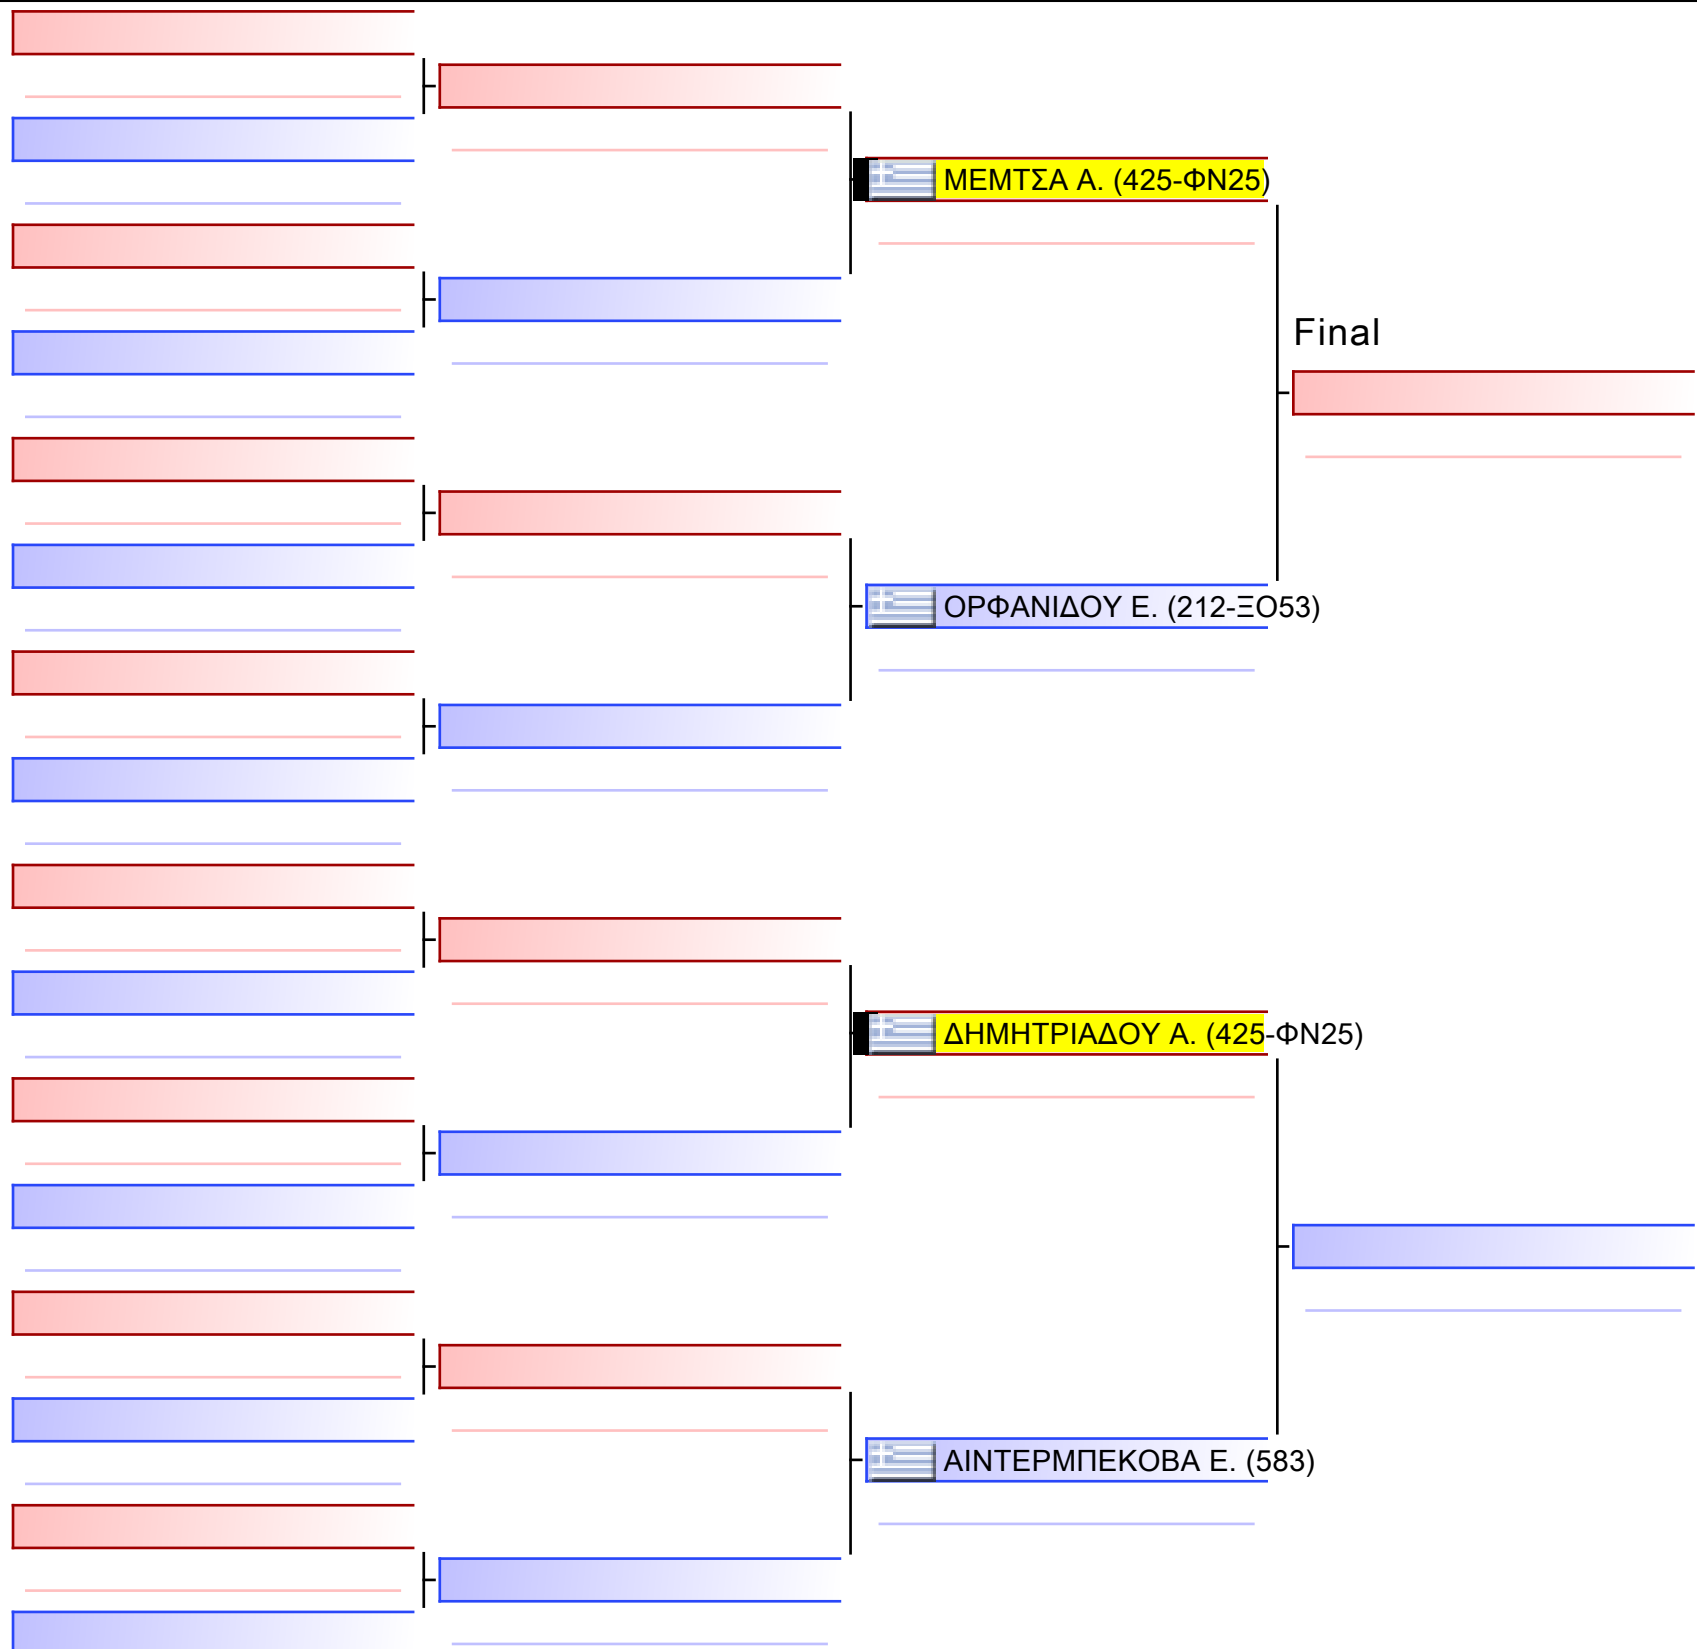 ΜΕΜΤΣΑ Α. (425-ΦΝ25)
Final
ΟΡΦΑΝΙΔΟΥ Ε. (212-ΞΟ53)
ΔΗΜΗΤΡΙΑΔΟΥ Α. (425-ΦΝ25)
ΑΙΝΤΕΡΜΠΕΚΟΒΑ Ε. (583)